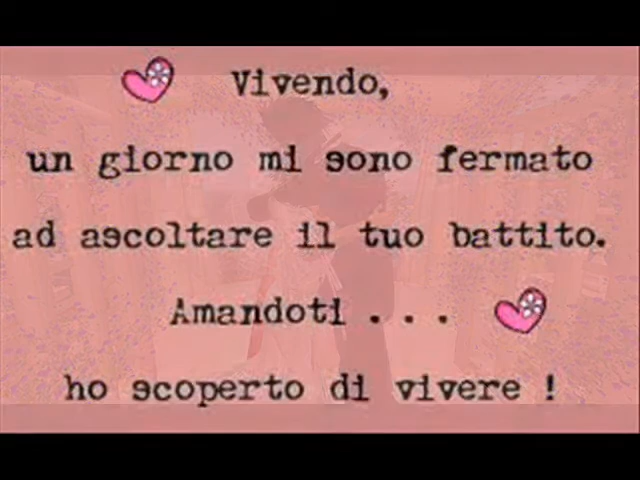 Vivendo,
un giorno mi sono fermato
ad ascoltare il tuo battito.
Amandoti . . .
ho scoperto di vivere !